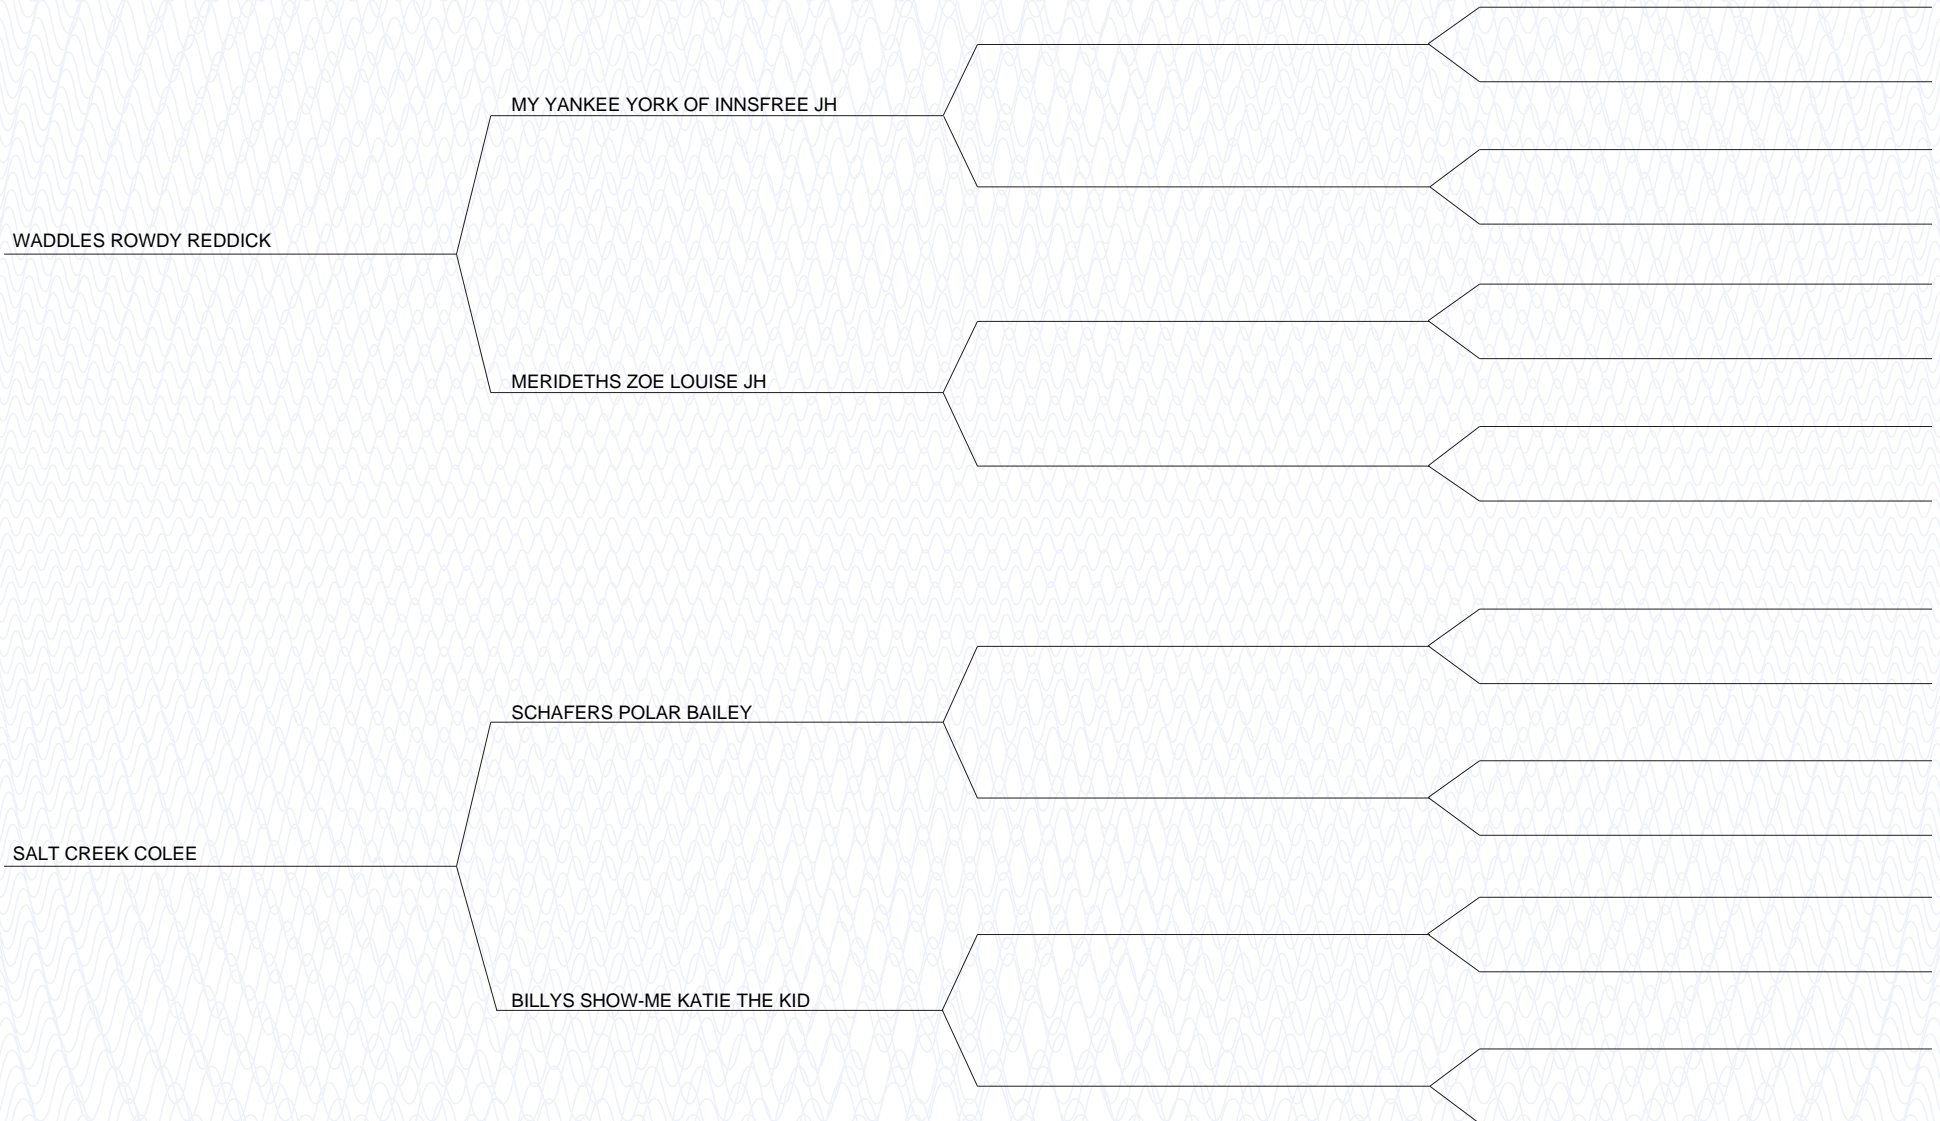 MY YANKEE YORK OF INNSFREE JH
WADDLES ROWDY REDDICK
MERIDETHS ZOE LOUISE JH
SCHAFERS POLAR BAILEY
SALT CREEK COLEE
BILLYS SHOW-ME KATIE THE KID